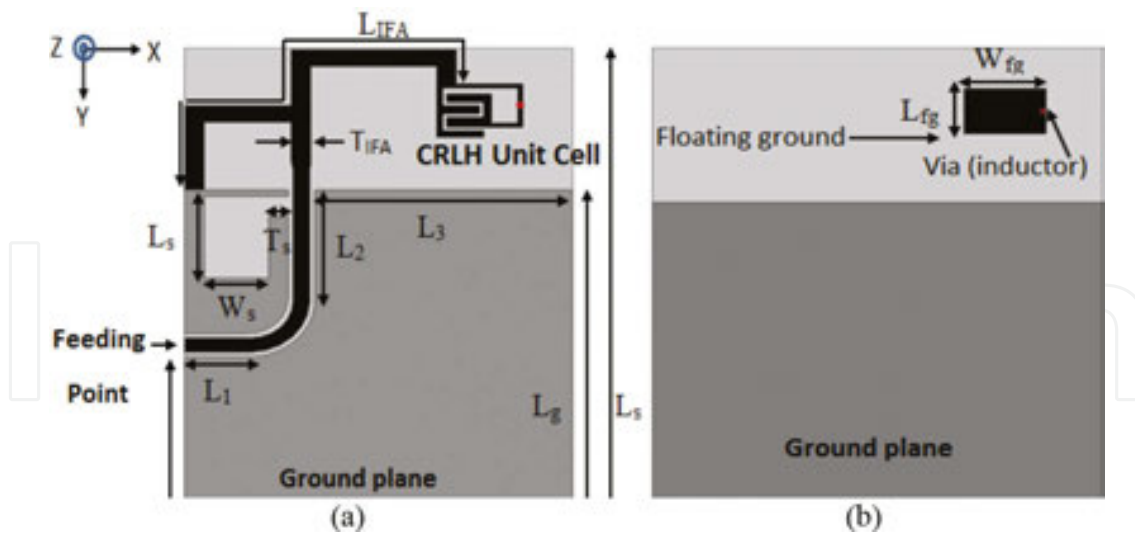 Z
X
Y
L_IFA
T_IFA
CRLH Unit Cell
L_s
T_s
L_2
L_3
W_s
Feeding
Point
L_1
L_g
L_s
Ground plane
(a)
W_fg
L_fg
Floating ground
Via (inductor)
Ground plane
(b)